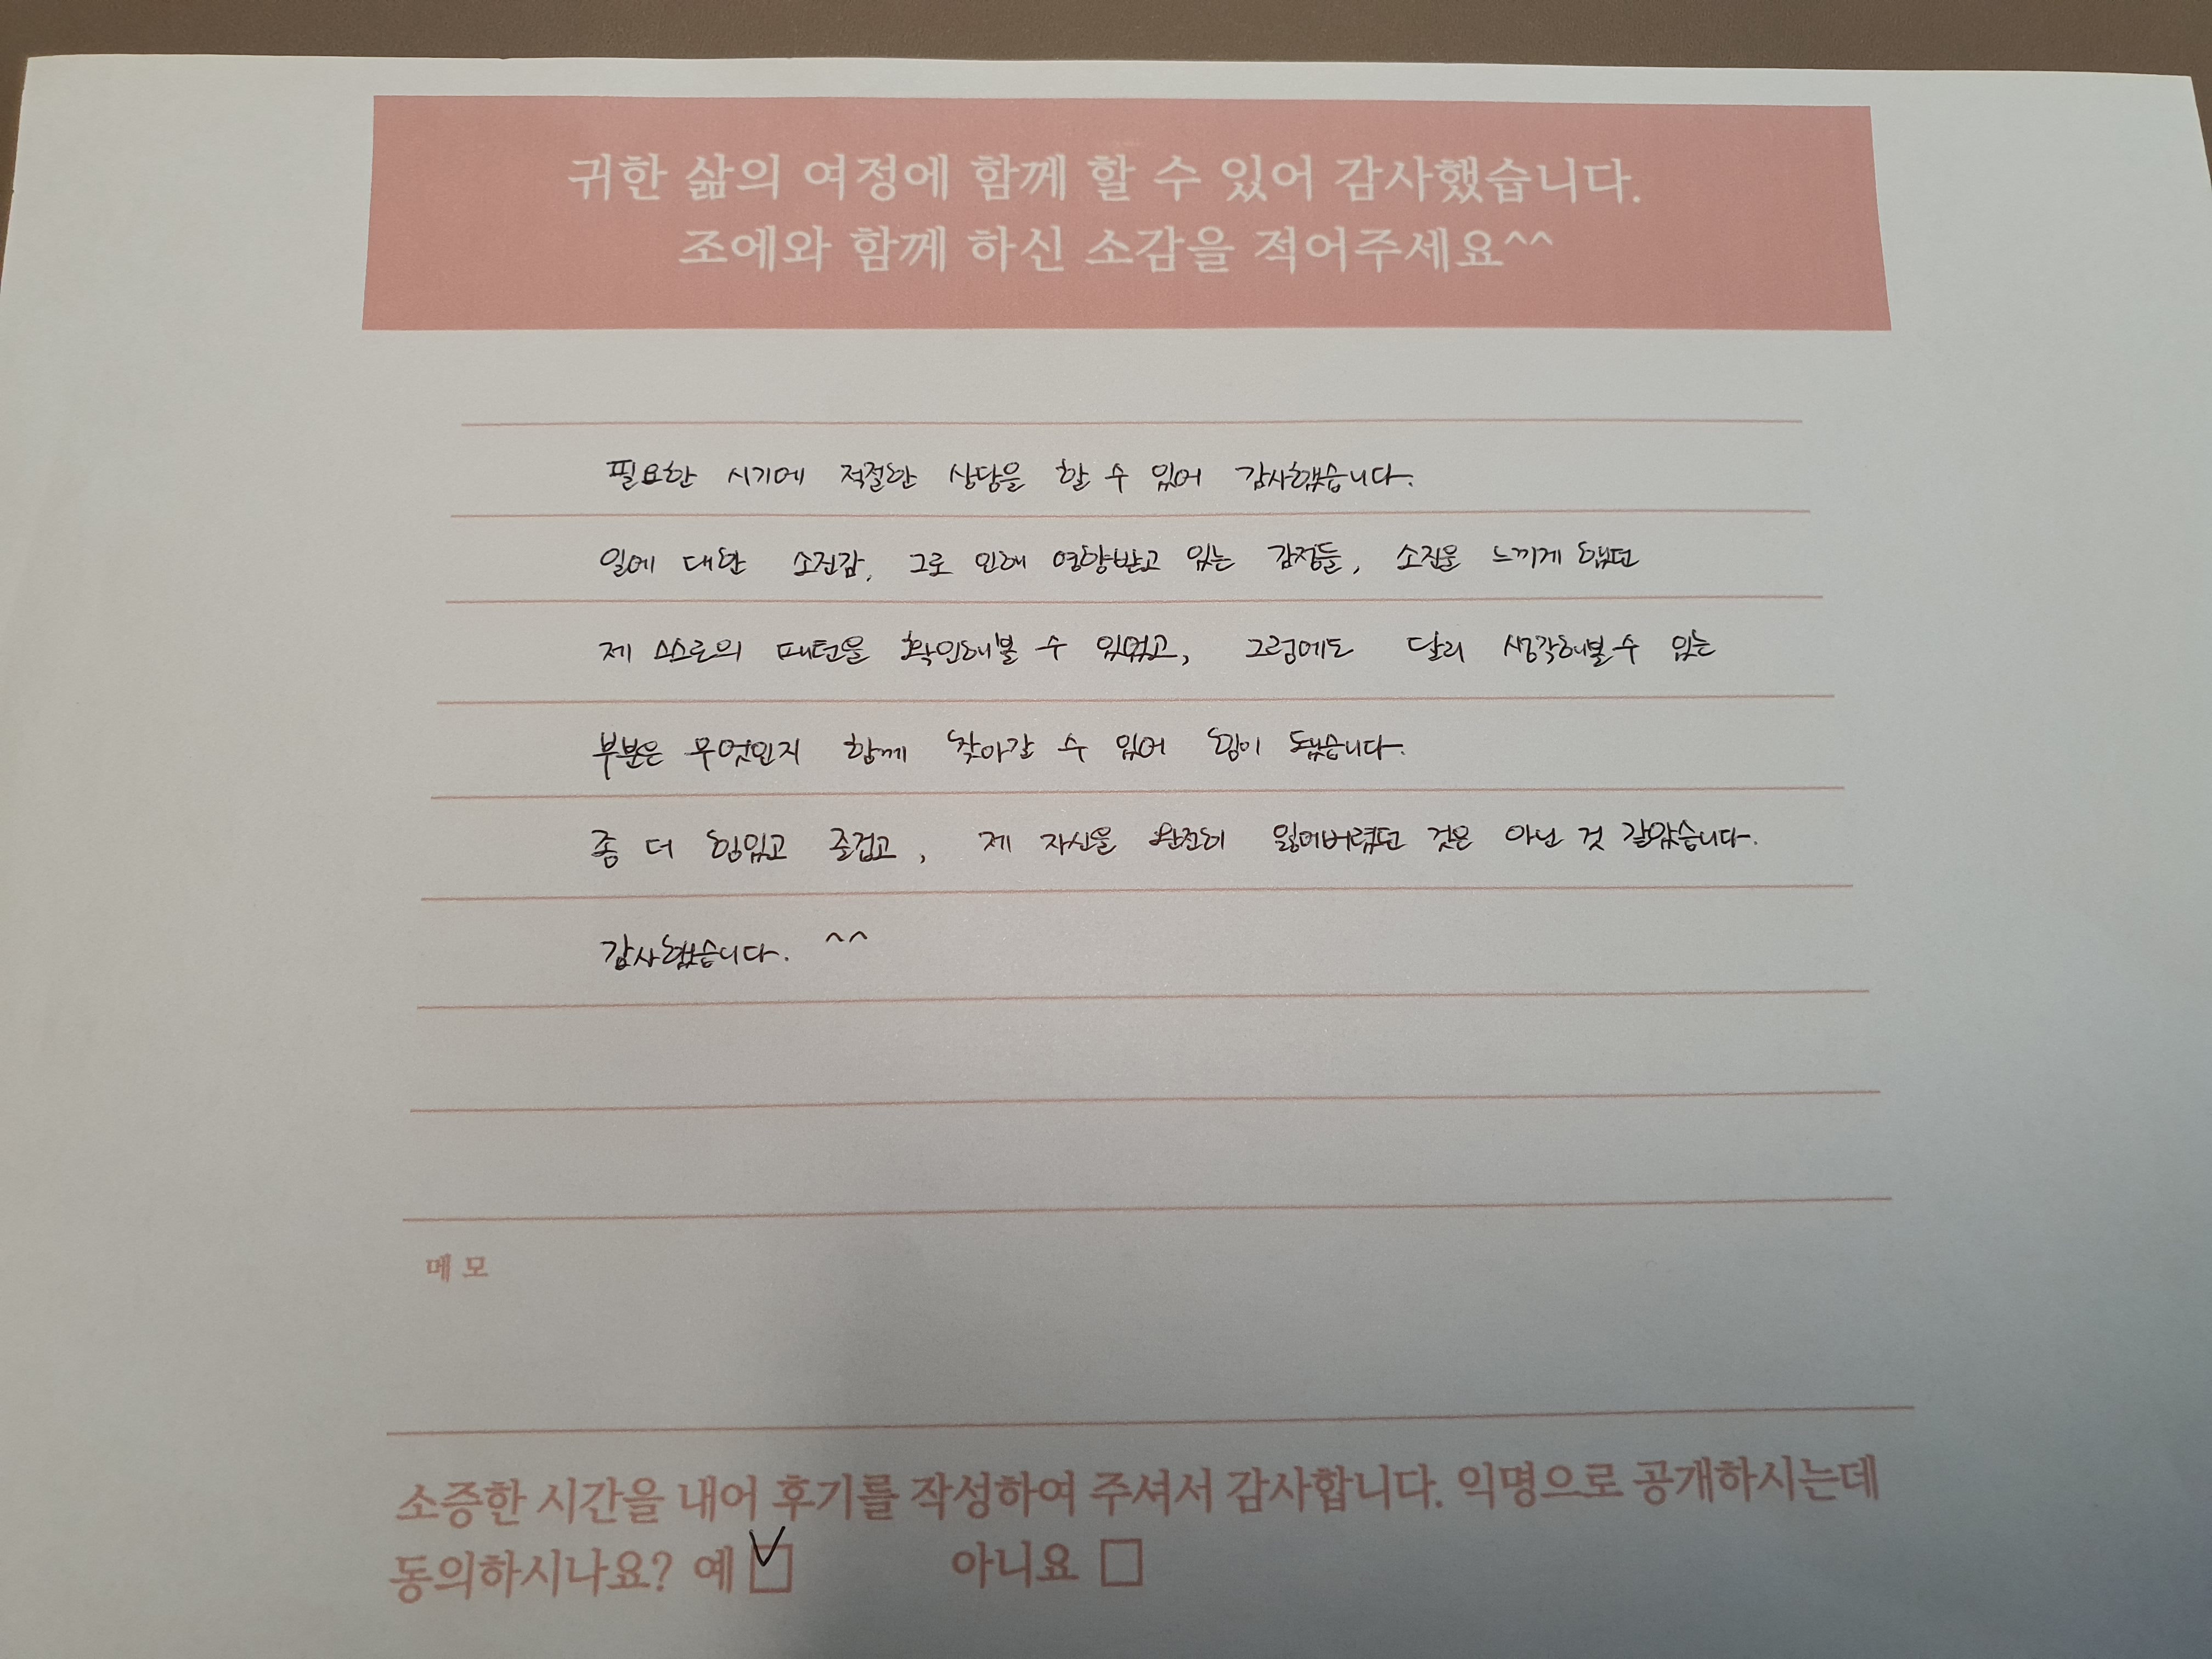 귀한 삶의 여정에 함께 할 수 있어 감사했습니다.
조에와 함께 하신 소감을 적어주세요^^
필요한 시기에 적절한 상담을 할 수 있어 감사했습니다.
일에 대한 소진감, 그로 인해 영향받고 있는 감정들, 소진을 느끼게 했던
제 스스로의 패턴을 확인해볼 수 있었고, 그럼에도 달리 생각해볼 수 있는
부분은 무엇인지 함께 찾아갈 수 있어 힘이 됐습니다.
좀 더 힘있고 즐겁고, 제 자신을 완전히 잃어버렸던 것은 아닌 것 같았습니다.
감사했습니다. ^^
메 모
소중한 시간을 내어 후기를 작성하여 주셔서 감사합니다. 익명으로 공개하시는데
동의하시나요? 예 ☑ 아니요 □